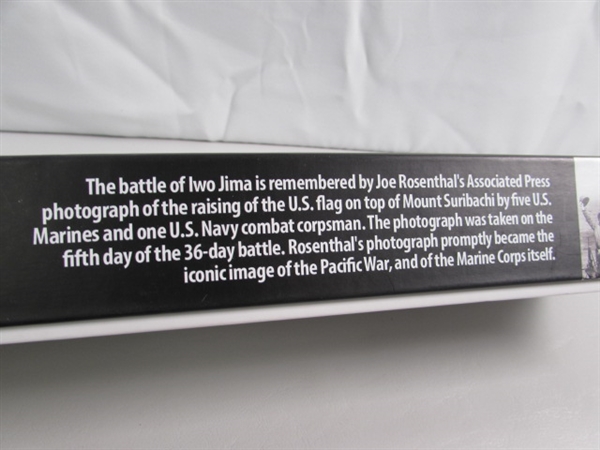 The battle of Iwo Jima is remembered by Joe Rosenthal's Associated Press
photograph of the raising of the U.S. flag on top of Mount Suribachi by five U.S.
Marines and one U.S. Navy combat corpsman. The photograph was taken on the
fifth day of the 36-day battle. Rosenthal's photograph promptly became the
iconic image of the Pacific War, and of the Marine Corps itself.